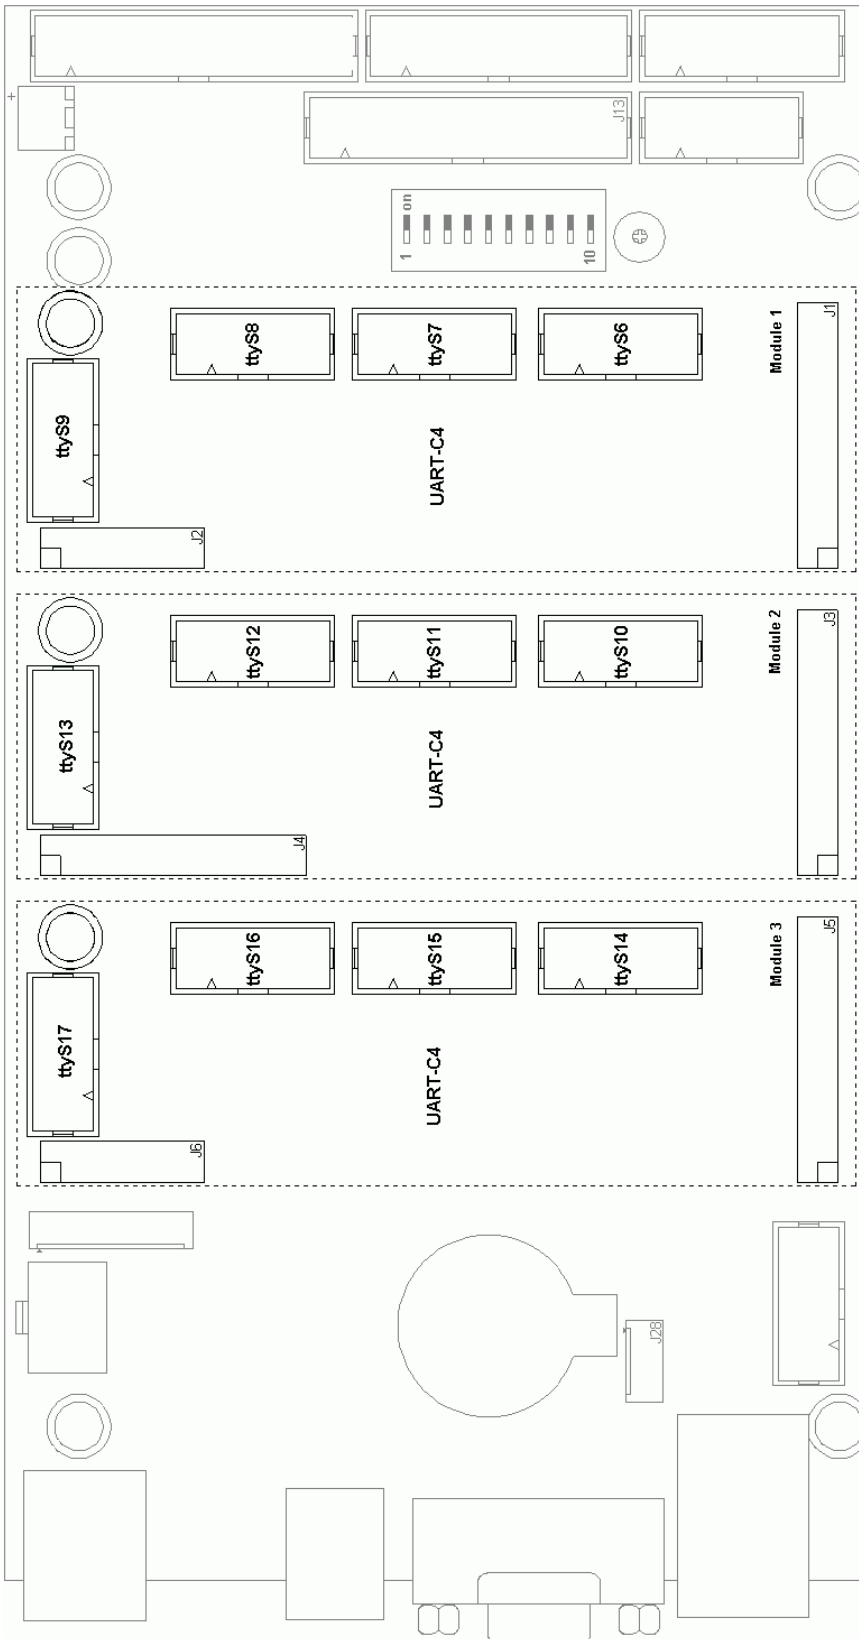 +
J13
on
1
10
ttyS8
ttyS7
ttyS6
Module 1
J1
ttyS9
UART-C4
J2
ttyS12
ttyS11
ttyS10
Module 2
J3
ttyS13
UART-C4
J4
ttyS16
ttyS15
ttyS14
Module 3
J5
ttyS17
UART-C4
J6
J28